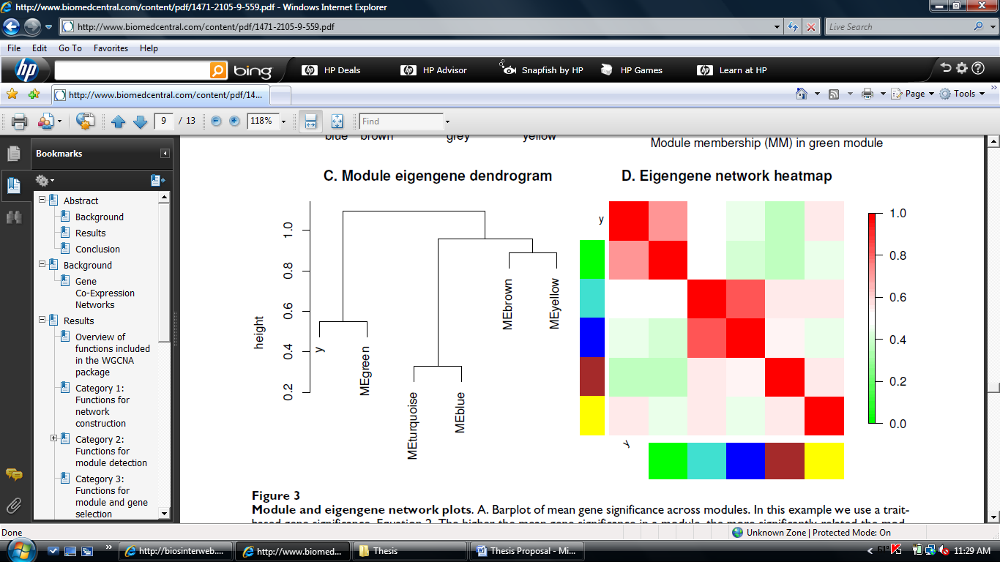 http://www.biomedcentral.com/content/pdf/1471-2105-9-559.pdf - Windows Internet Explorer
http://www.biomedcentral.com/content/pdf/1471-2105-9-559.pdf
Live Search
File Edit Go To Favorites Help
hp
bing
HP Deals
HP Advisor
Snapfish by HP
HP Games
Learn at HP
http://www.biomedcentral.com/content/pdf/14...
Page
Tools
9 / 13
118%
Find
Bookmarks
Abstract
Background
Results
Conclusion
Background
Gene
Co-Expression
Networks
Results
Overview of
functions included
in the WGCNA
package
Category 1:
Functions for
network
construction
Category 2:
Functions for
module detection
Category 3:
Functions for
module and gene
selection
blue brown grey yellow
Module membership (MM) in green module
C. Module eigengene dendrogram
height
0.2 0.4 0.6 0.8 1.0
y
MEgreen
MEturquoise
MEblue
MEbrown
MEyellow
D. Eigengene network heatmap
y
y
1.0
0.8
0.6
0.4
0.2
0.0
Figure 3
Module and eigengene network plots. A. Barplot of mean gene significance across modules. In this example we use a trait-
based gene significance, Equation 2. The higher the mean gene significance in a module, the more significantly related the mod-
Done
Unknown Zone | Protected Mode: On
http://biosinterweb....
http://www.biomed...
Thesis
Thesis Proposal - Mi...
61°
11:29 AM